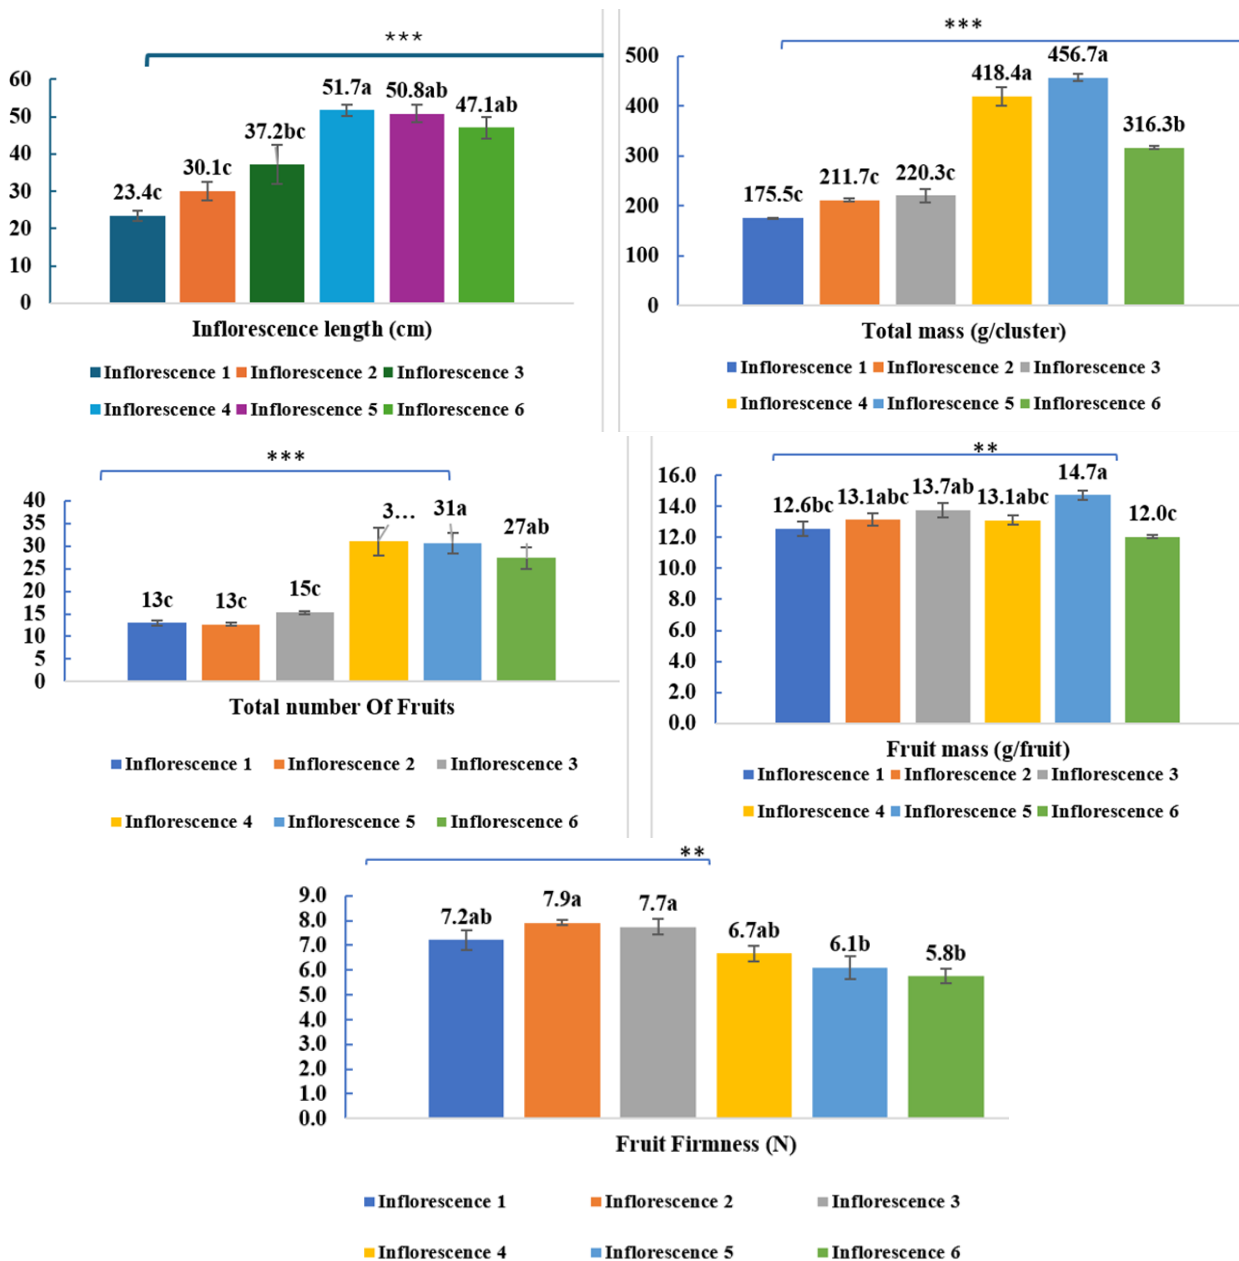 ***
60
50
40
30
20
10
0
23.4c
30.1c
37.2bc
51.7a
50.8ab
47.1ab
Inflorescence length (cm)
Inflorescence 1 Inflorescence 2 Inflorescence 3
Inflorescence 4 Inflorescence 5 Inflorescence 6
***
500
400
300
200
100
0
175.5c
211.7c
220.3c
418.4a
456.7a
316.3b
Total mass (g/cluster)
Inflorescence 1 Inflorescence 2 Inflorescence 3
Inflorescence 4 Inflorescence 5 Inflorescence 6
***
40
35
30
25
20
15
10
5
0
13c
13c
15c
3…
31a
27ab
Total number Of Fruits
Inflorescence 1 Inflorescence 2 Inflorescence 3
Inflorescence 4 Inflorescence 5 Inflorescence 6
**
16.0
14.0
12.0
10.0
8.0
6.0
4.0
2.0
0.0
12.6bc
13.1abc
13.7ab
13.1abc
14.7a
12.0c
Fruit mass (g/fruit)
Inflorescence 1 Inflorescence 2 Inflorescence 3
Inflorescence 4 Inflorescence 5 Inflorescence 6
**
9.0
8.0
7.0
6.0
5.0
4.0
3.0
2.0
1.0
0.0
7.2ab
7.9a
7.7a
6.7ab
6.1b
5.8b
Fruit Firmness (N)
Inflorescence 1 Inflorescence 2 Inflorescence 3
Inflorescence 4 Inflorescence 5 Inflorescence 6